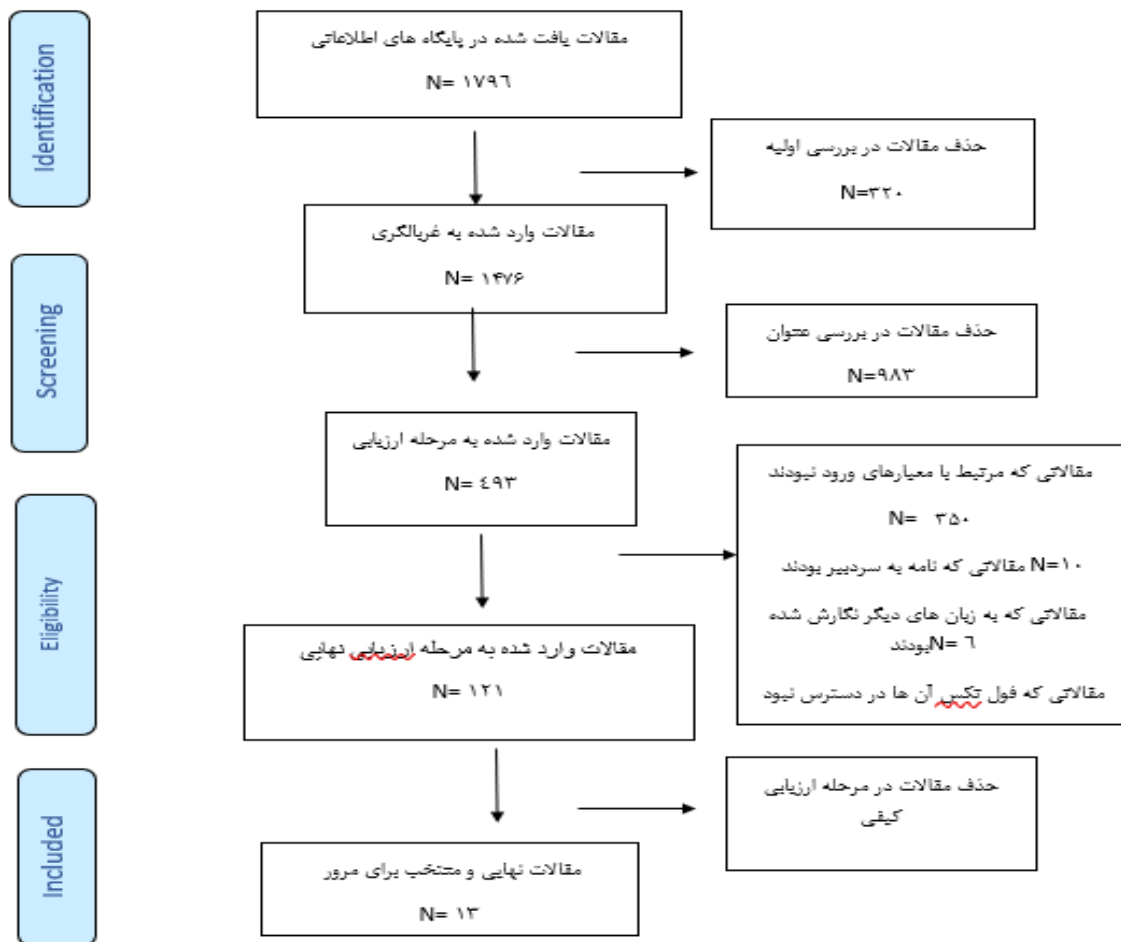 Identification
مقالات یافت شده در پایگاه های اطلاعاتی
N= ١٧٩٦
حذف مقالات در بررسی اولیه
N=۳۲۰
مقالات وارد شده به غربالگری
N= ۱۴۷۶
Screening
حذف مقالات در بررسی عنوان
N=۹۸۳
مقالات وارد شده به مرحله ارزیابی
N= ٤٩٣
Eligibility
مقالاتی که مرتبط با معیارهای ورود نبودند
N= ۳۵۰
N=۱۰ مقالاتی که نامه به سردبیر بودند
مقالاتی که به زبان های دیگر نگارش شده
N= ٦بودند
مقالاتی که فول تکس آن ها در دسترس نبود
مقالات وارد شده به مرحله ارزیابی نهایی
N= ۱۲۱
حذف مقالات در مرحله ارزیابی
کیفی
Included
مقالات نهایی و منتخب برای مرور
N= ۱۳